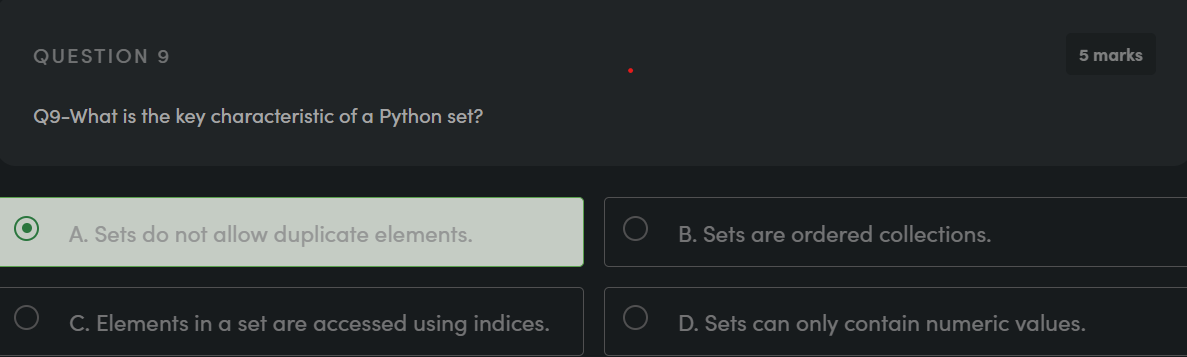 QUESTION 9
5 marks
Q9-What is the key characteristic of a Python set?
A. Sets do not allow duplicate elements.
B. Sets are ordered collections.
C. Elements in a set are accessed using indices.
D. Sets can only contain numeric values.